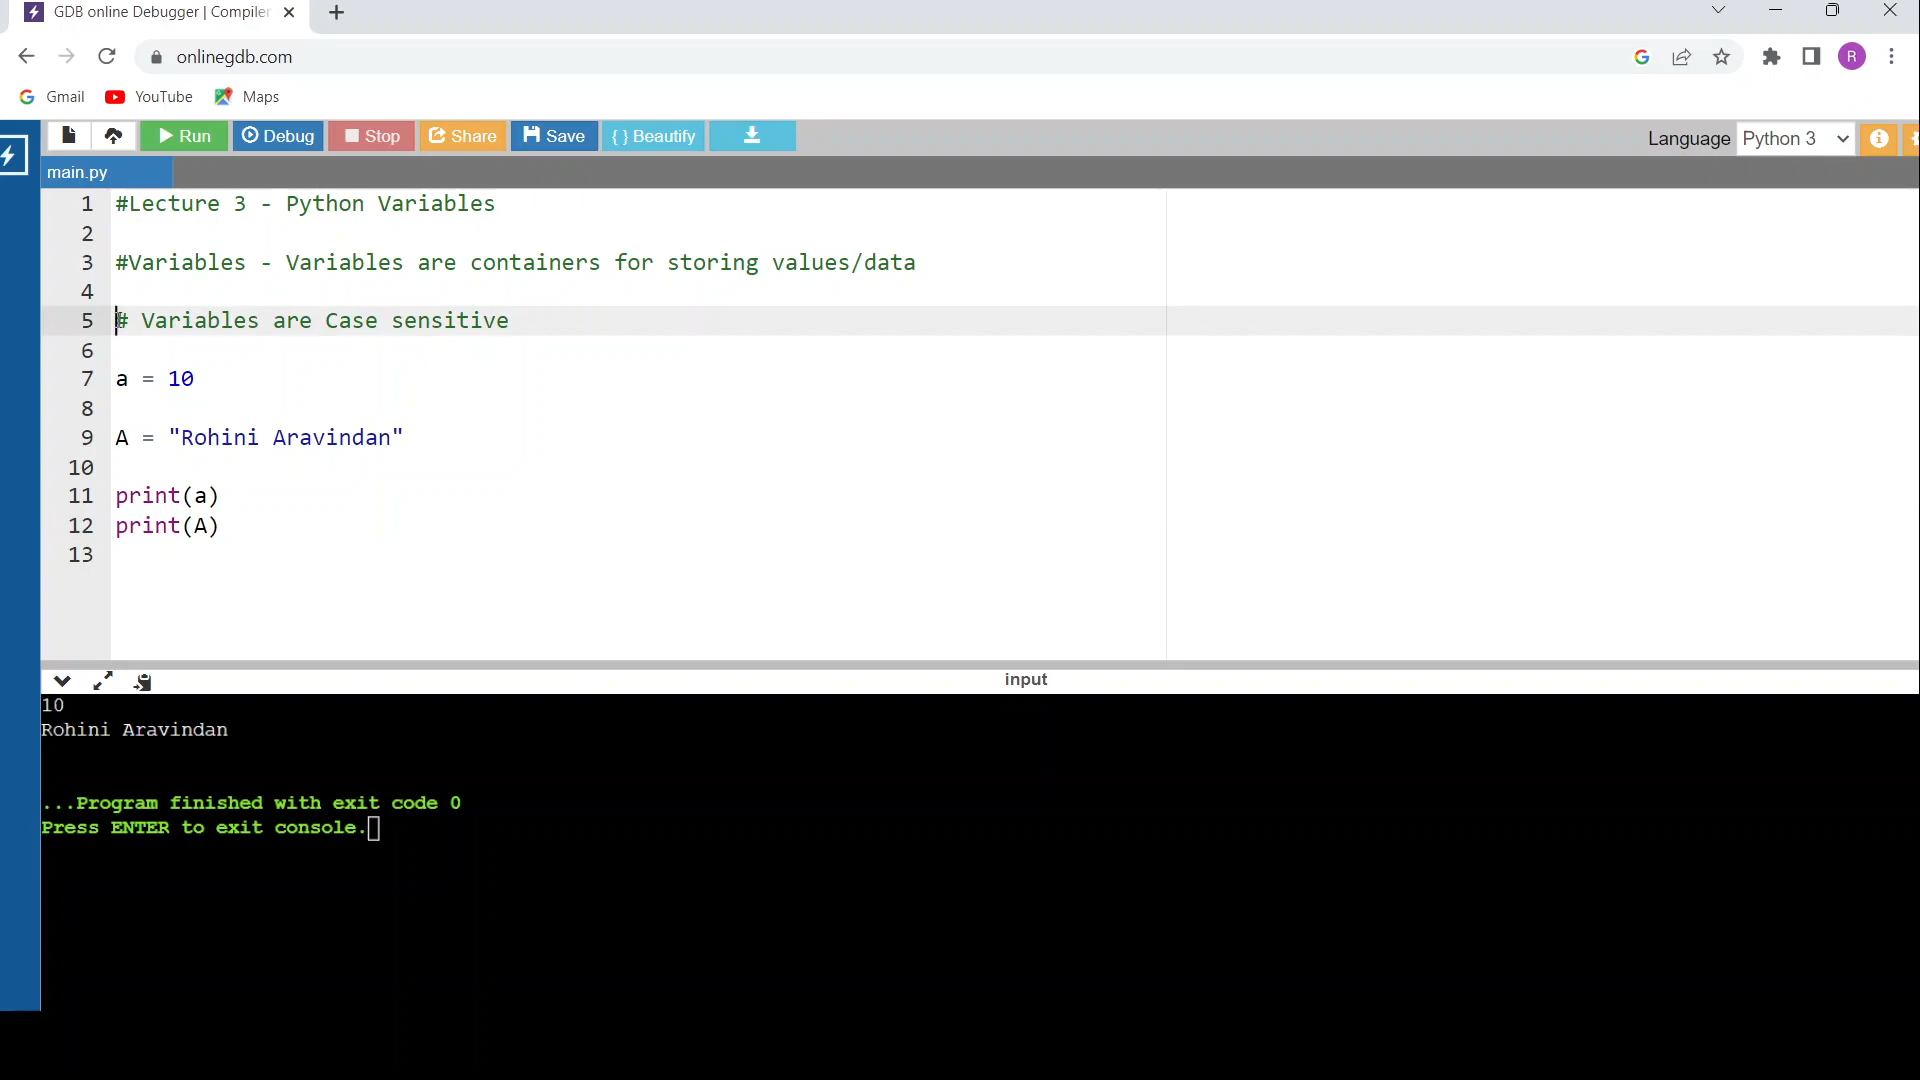 GDB online Debugger | Compiler
onlinegdb.com
R
Gmail YouTube Maps
Run Debug Stop Share Save { } Beautify Language Python 3
main.py
1 #Lecture 3 - Python Variables
2
3 #Variables - Variables are containers for storing values/data
4
5 # Variables are Case sensitive
6
7 a = 10
8
9 A = "Rohini Aravindan"
10
11 print(a)
12 print(A)
13
input
10
Rohini Aravindan
...Program finished with exit code 0
Press ENTER to exit console.